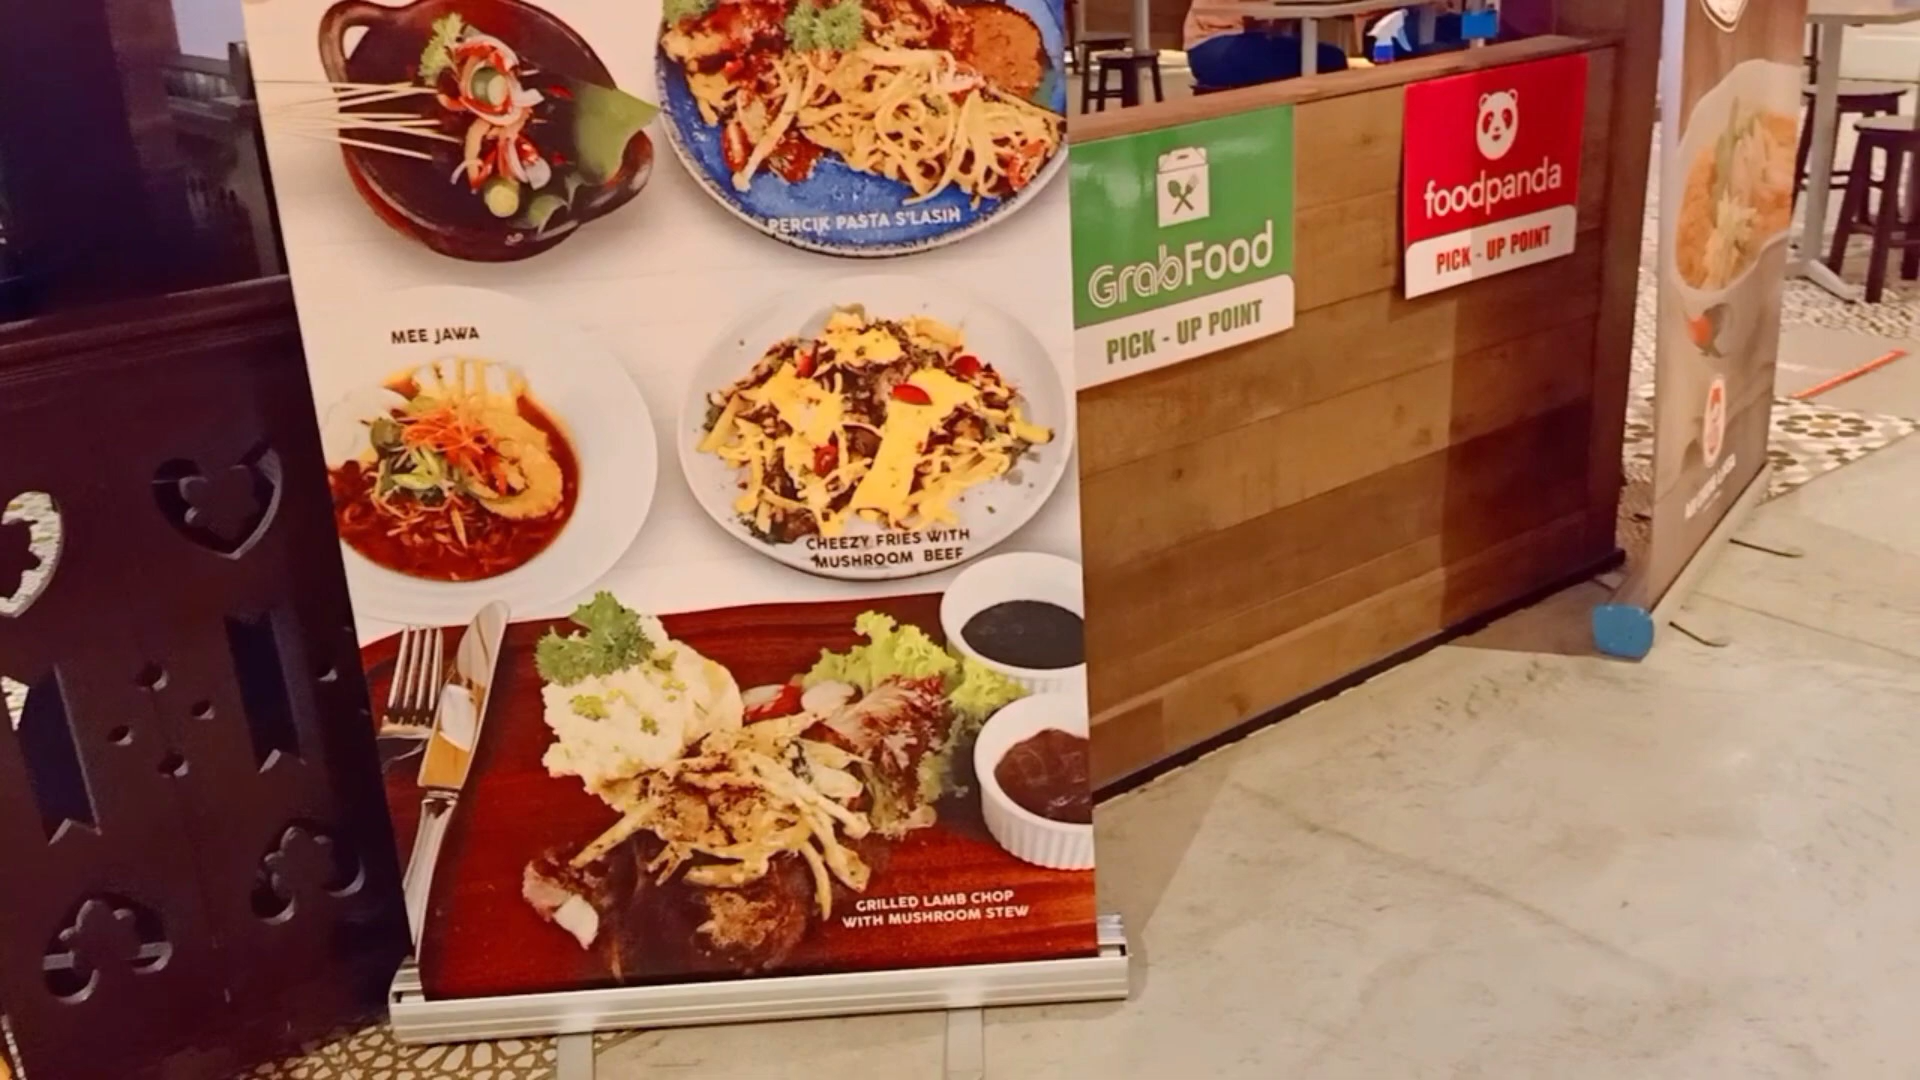 PERCIK PASTA S'LASIH
MEE JAWA
CHEEZY FRIES WITH
MUSHROOM BEEF
GRILLED LAMB CHOP
WITH MUSHROOM STEW
GrabFood
PICK - UP POINT
foodpanda
PICK - UP POINT